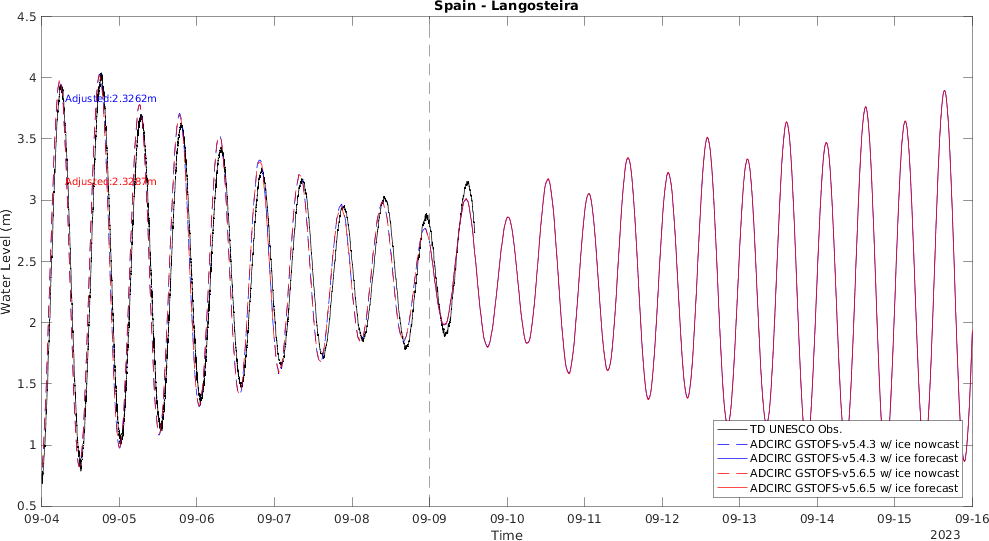 Spain - Langosteira
4.5
4
3.5
3
2.5
2
1.5
1
0.5
Water Level (m)
Adjusted:2.3262m
Adjusted:2.3287m
TD UNESCO Obs.
ADCIRC GSTOFS-v5.4.3 w/ ice nowcast
ADCIRC GSTOFS-v5.4.3 w/ ice forecast
ADCIRC GSTOFS-v5.6.5 w/ ice nowcast
ADCIRC GSTOFS-v5.6.5 w/ ice forecast
09-04 09-05 09-06 09-07 09-08 09-09 09-10 09-11 09-12 09-13 09-14 09-15 09-16
Time
2023